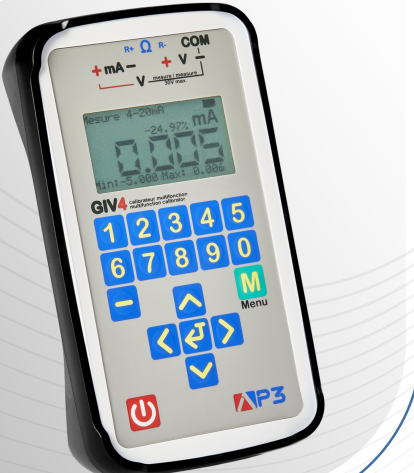 R+ Ω R- COM
+ mA − + V −
V mesure / measure
30V max
Mesure 4-20mA
-24.97% mA
0.005
Min:-5.000 Max: 0.006
GIV4 calibrateur multifonction
multifunction calibrator
1 2 3 4 5
6 7 8 9 0
− M
Menu
AP3